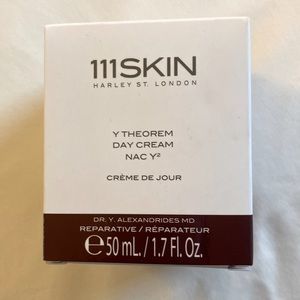 111SKIN
HARLEY ST. LONDON
Y THEOREM
DAY CREAM
NAC Y²
CRÈME DE JOUR
DR. Y. ALEXANDRIDES MD
REPARATIVE / RÉPARATEUR
℮ 50 mL. / 1.7 Fl. Oz.